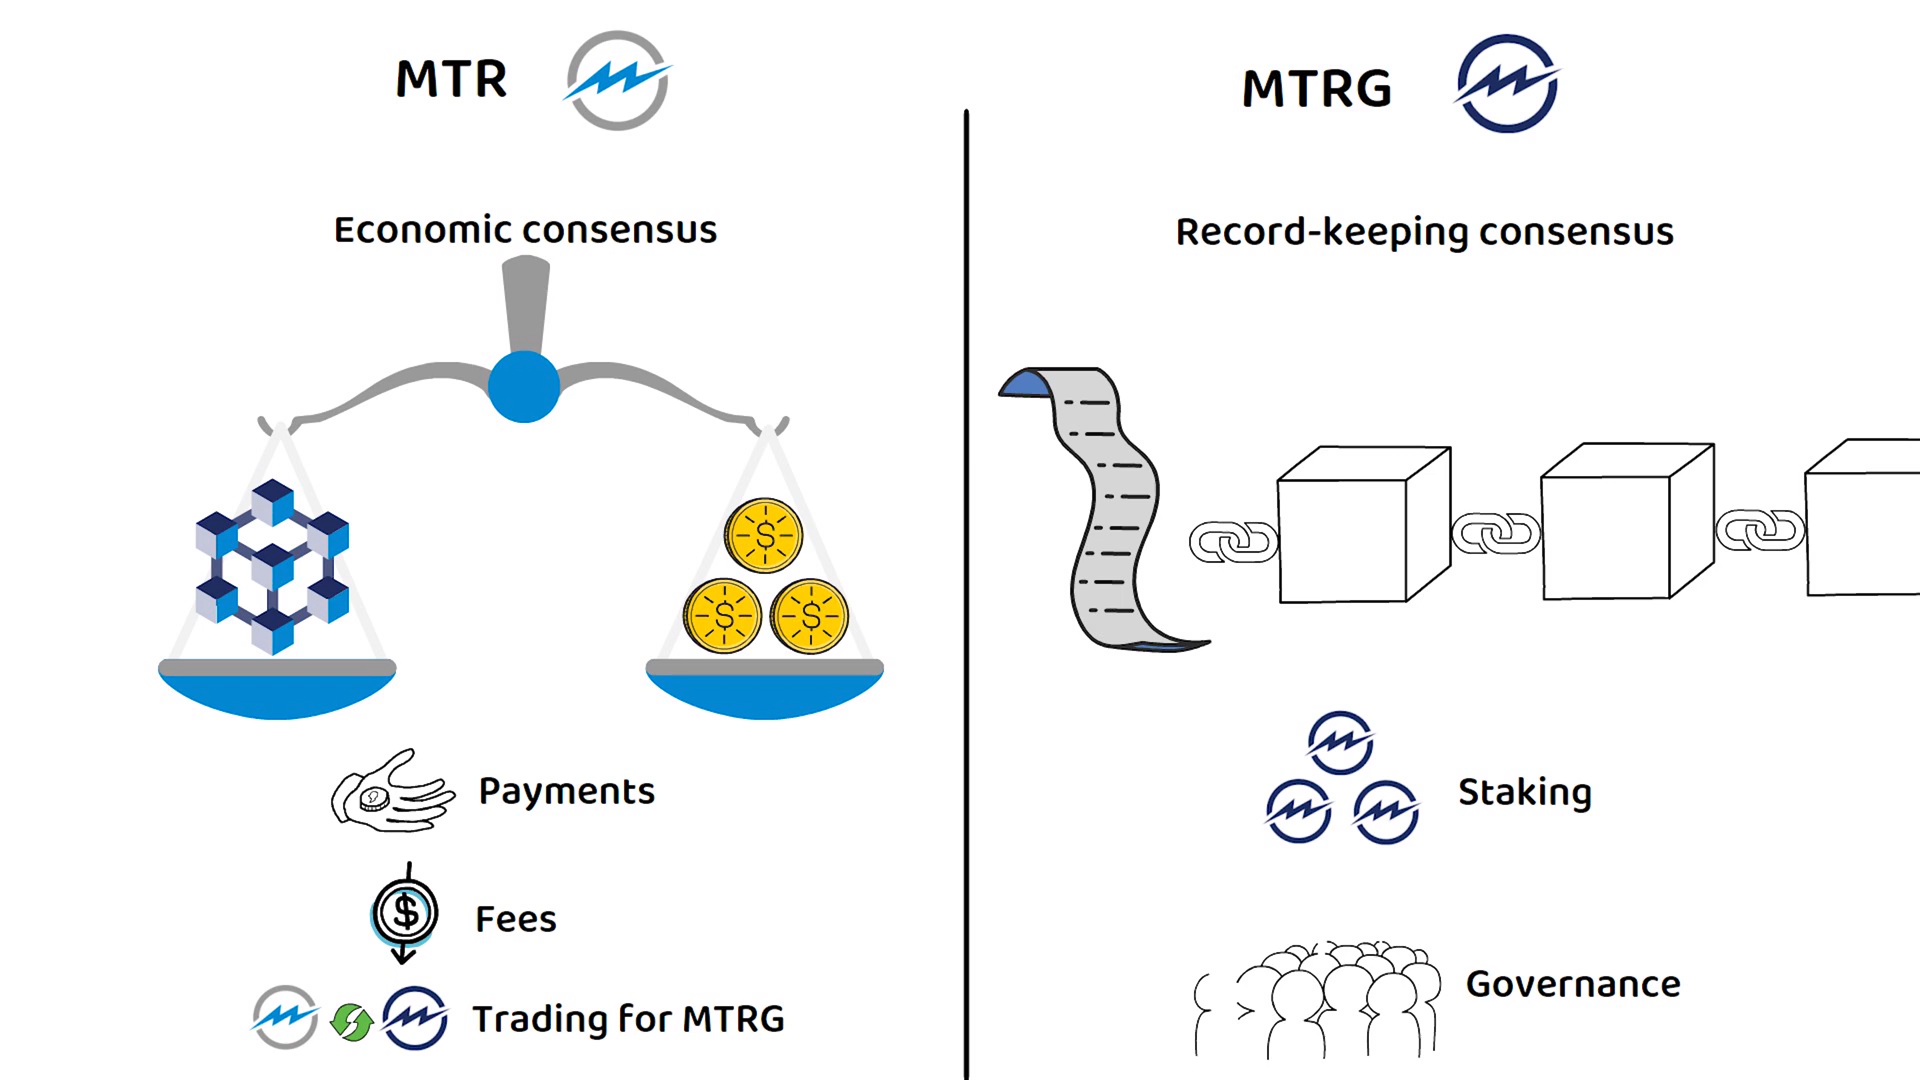 MTR
Economic consensus
$
$
$
Payments
$
Fees
Trading for MTRG
MTRG
Record-keeping consensus
Staking
Governance